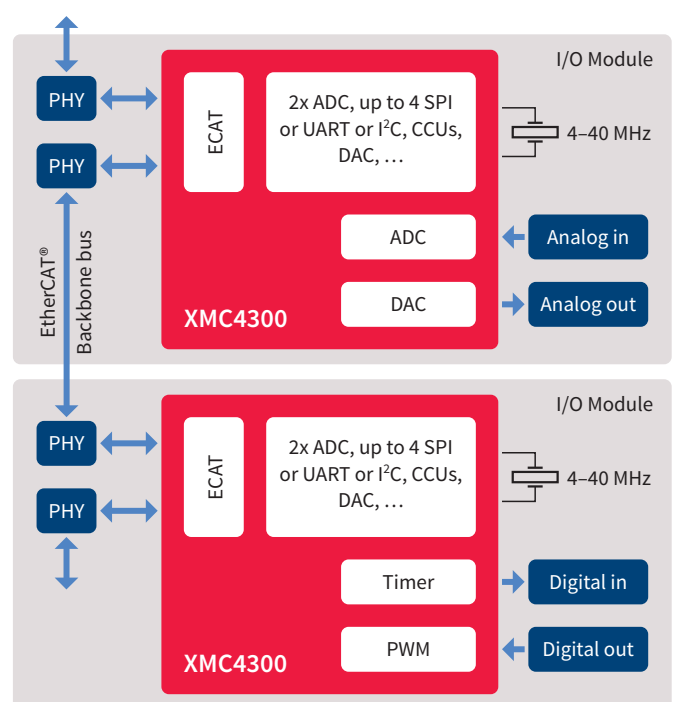 I/O Module
PHY
ECAT
2x ADC, up to 4 SPI
or UART or I²C, CCUs,
DAC, …
4–40 MHz
PHY
ADC
Analog in
EtherCAT®
Backbone bus
DAC
Analog out
XMC4300
I/O Module
PHY
ECAT
2x ADC, up to 4 SPI
or UART or I²C, CCUs,
DAC, …
4–40 MHz
PHY
Timer
Digital in
PWM
Digital out
XMC4300